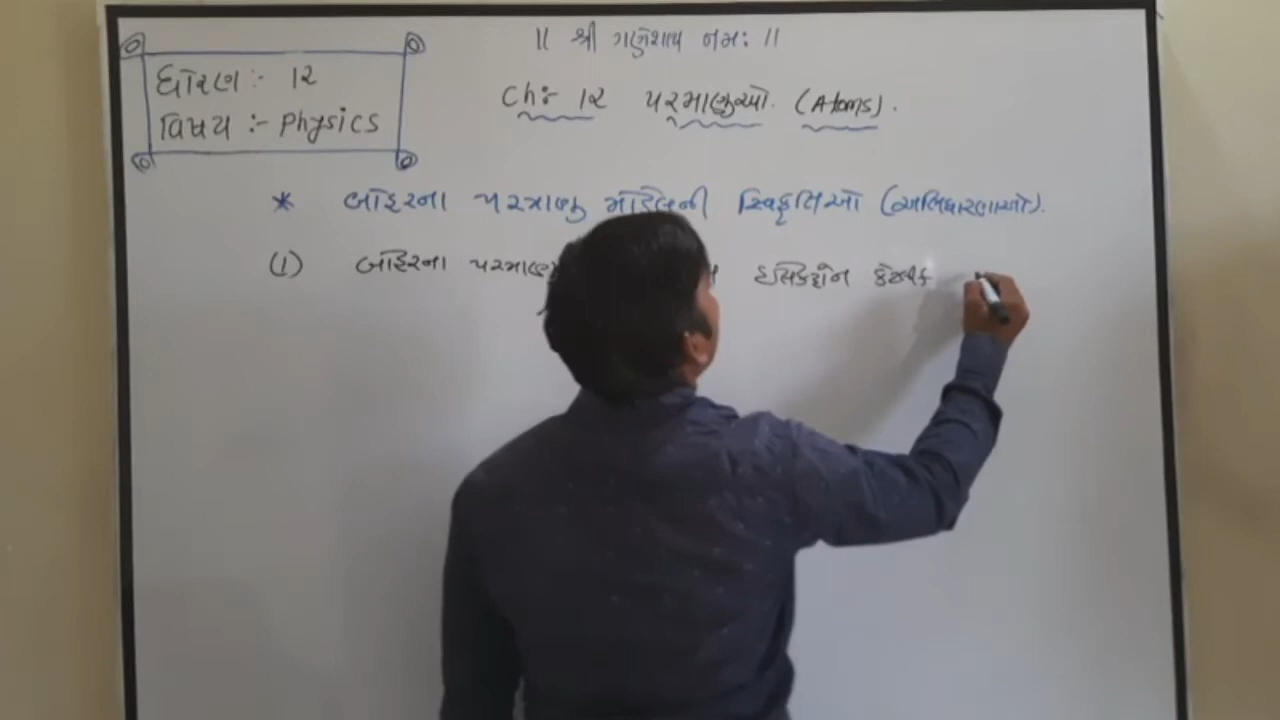 ॥ શ્રી ગણેશાય નમઃ ॥
ધોરણ :- 12
વિષય :- Physics
Ch :- 12 પરમાણુઓ. (Atoms).
* બોહરના પરમાણુ મોડેલની સ્વિકૃતિઓ (અભિધારણાઓ).
(1) બોહરના પરમાણુ ઇલેક્ટ્રોન કેટલીક